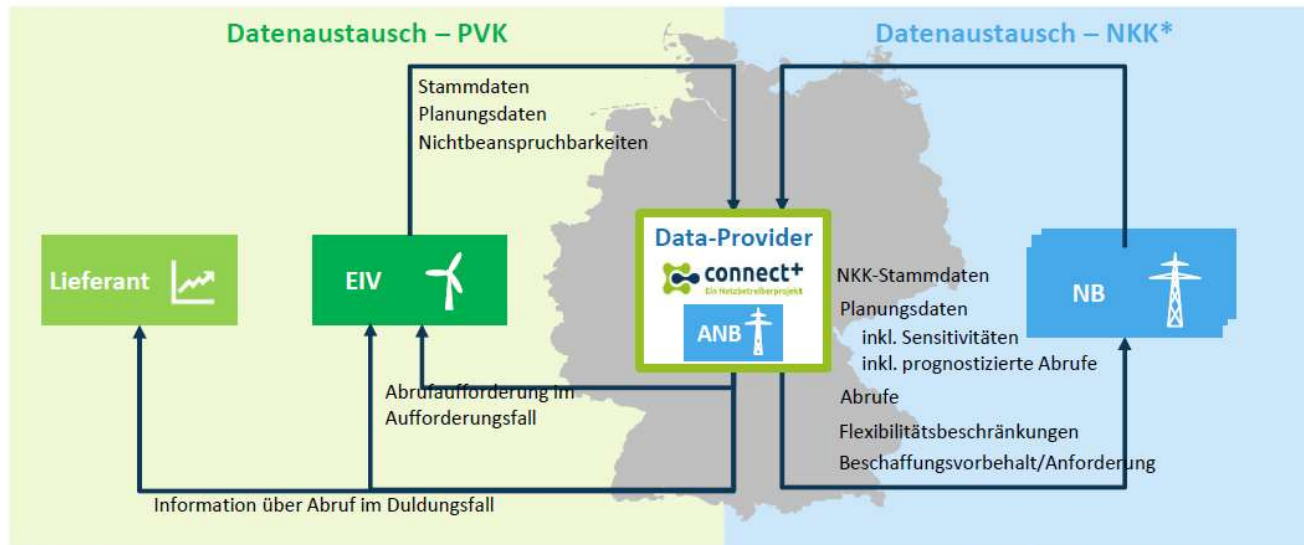 Datenaustausch – PVK
Datenaustausch – NKK*
Stammdaten
Planungsdaten
Nichtbeanspruchbarkeiten
Lieferant
EIV
Data-Provider
connect+
Ein Netzbetreiberprojekt
ANB
NB
NKK-Stammdaten
Planungsdaten
inkl. Sensitivitäten
inkl. prognostizierte Abrufe
Abrufe
Flexibilitätsbeschränkungen
Beschaffungsvorbehalt/Anforderung
Abrufaufforderung im
Aufforderungsfall
Information über Abruf im Duldungsfall